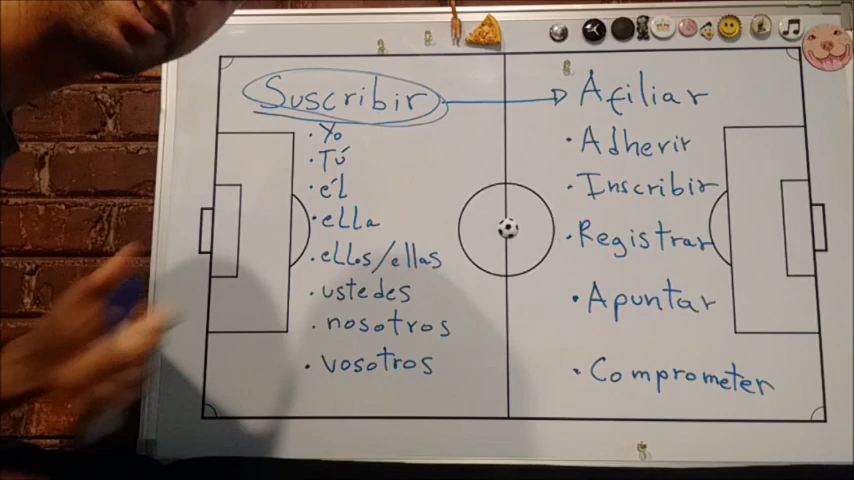 Suscribir
· Yo
· Tú
· él
· ella
· ellos/ellas
· ustedes
· nosotros
· vosotros
Afiliar
· Adherir
· Inscribir
· Registrar
· Apuntar
· Comprometer